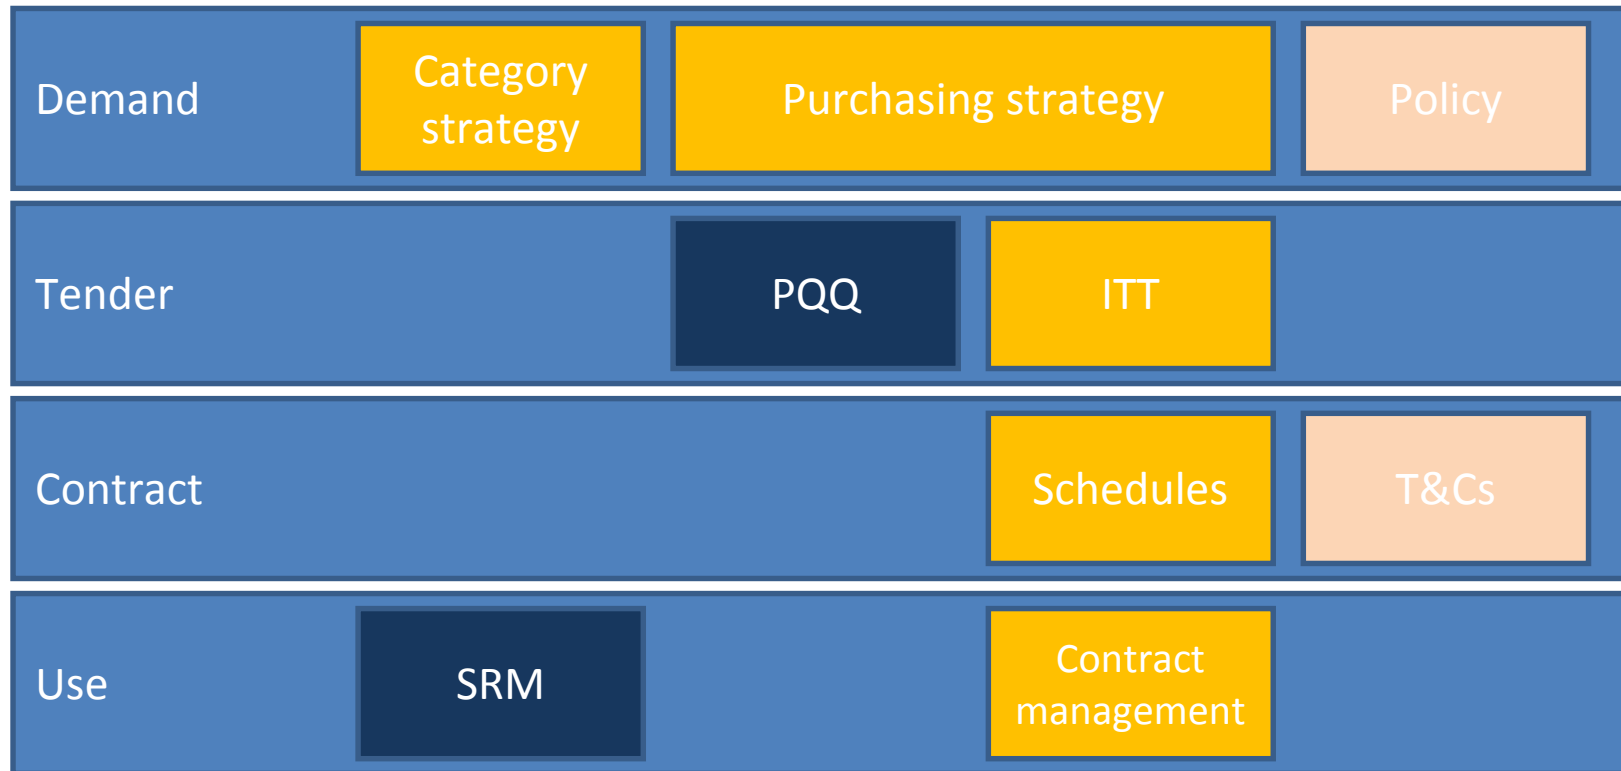 Demand
Category
strategy
Purchasing strategy
Policy
Tender
PQQ
ITT
Contract
Schedules
T&Cs
Use
SRM
Contract
management